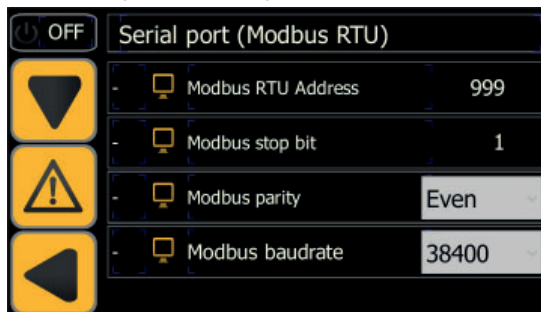 OFF
Serial port (Modbus RTU)
- Modbus RTU Address 999
- Modbus stop bit 1
- Modbus parity Even
- Modbus baudrate 38400